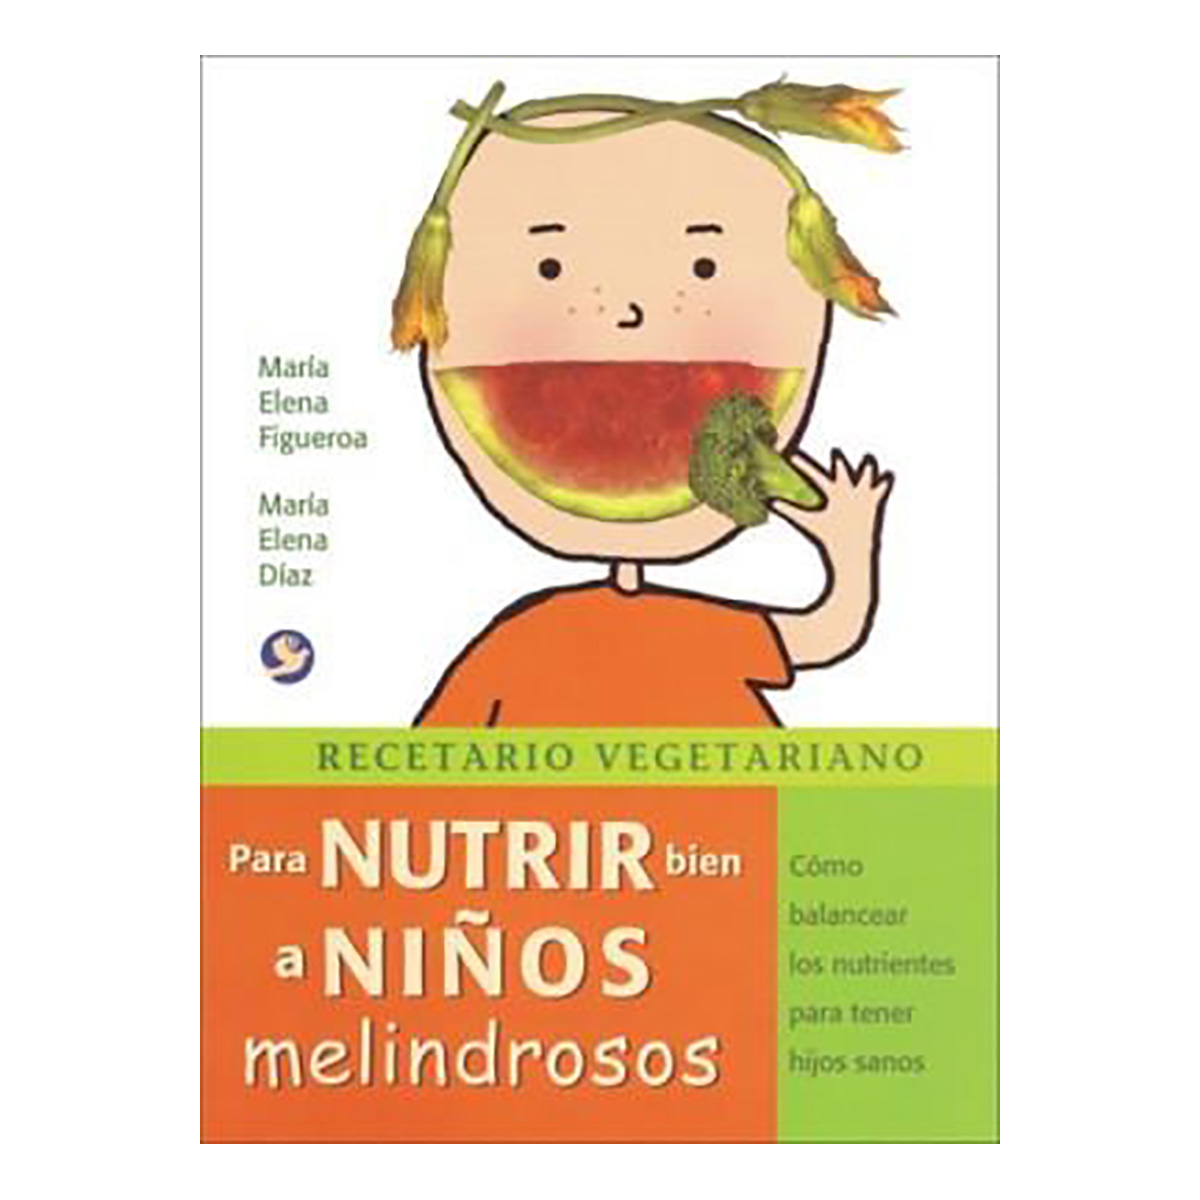 María
Elena
Figueroa
María
Elena
Díaz
RECETARIO VEGETARIANO
Para NUTRIR bien
a NIÑOS
melindrosos
Cómo
balancear
los nutrientes
para tener
hijos sanos